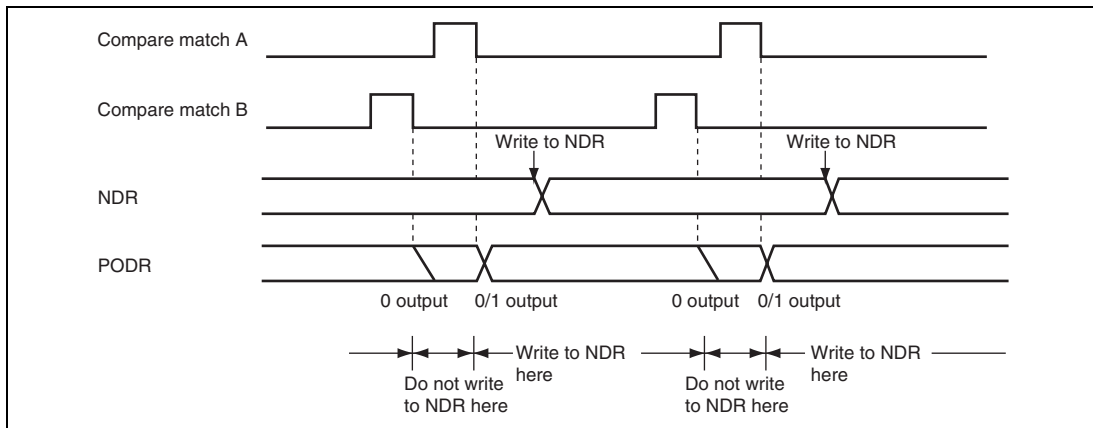 Compare match A
Compare match B
Write to NDR
Write to NDR
NDR
PODR
0 output
0/1 output
0 output
0/1 output
Write to NDR
here
Do not write
to NDR here
Write to NDR
here
Do not write
to NDR here